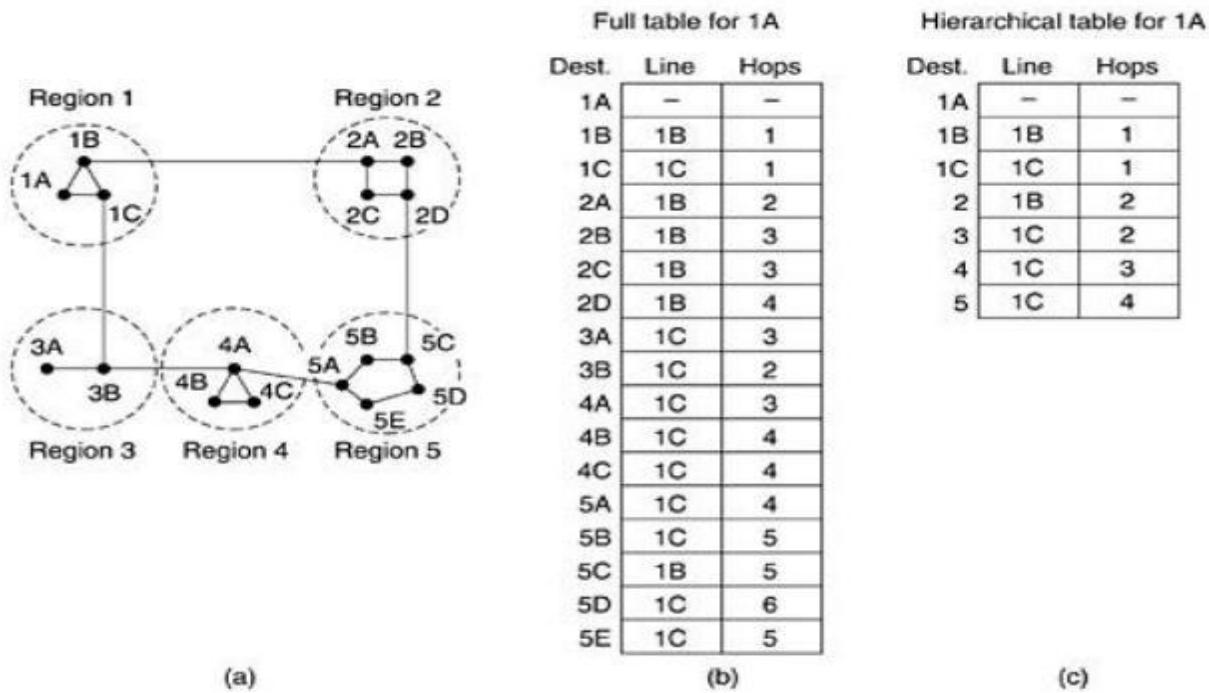 Full table for 1A
Hierarchical table for 1A
Dest. Line Hops
Dest. Line Hops
Region 1
Region 2
1B
1A
1C
2A 2B
2C 2D
3A
3B
4A
4B
4C
5B
5C
5A
5D
5E
Region 3
Region 4
Region 5
1A – –
1B 1B 1
1C 1C 1
2A 1B 2
2B 1B 3
2C 1B 3
2D 1B 4
3A 1C 3
3B 1C 2
4A 1C 3
4B 1C 4
4C 1C 4
5A 1C 4
5B 1C 5
5C 1B 5
5D 1C 6
5E 1C 5
1A – –
1B 1B 1
1C 1C 1
2 1B 2
3 1C 2
4 1C 3
5 1C 4
(a)
(b)
(c)